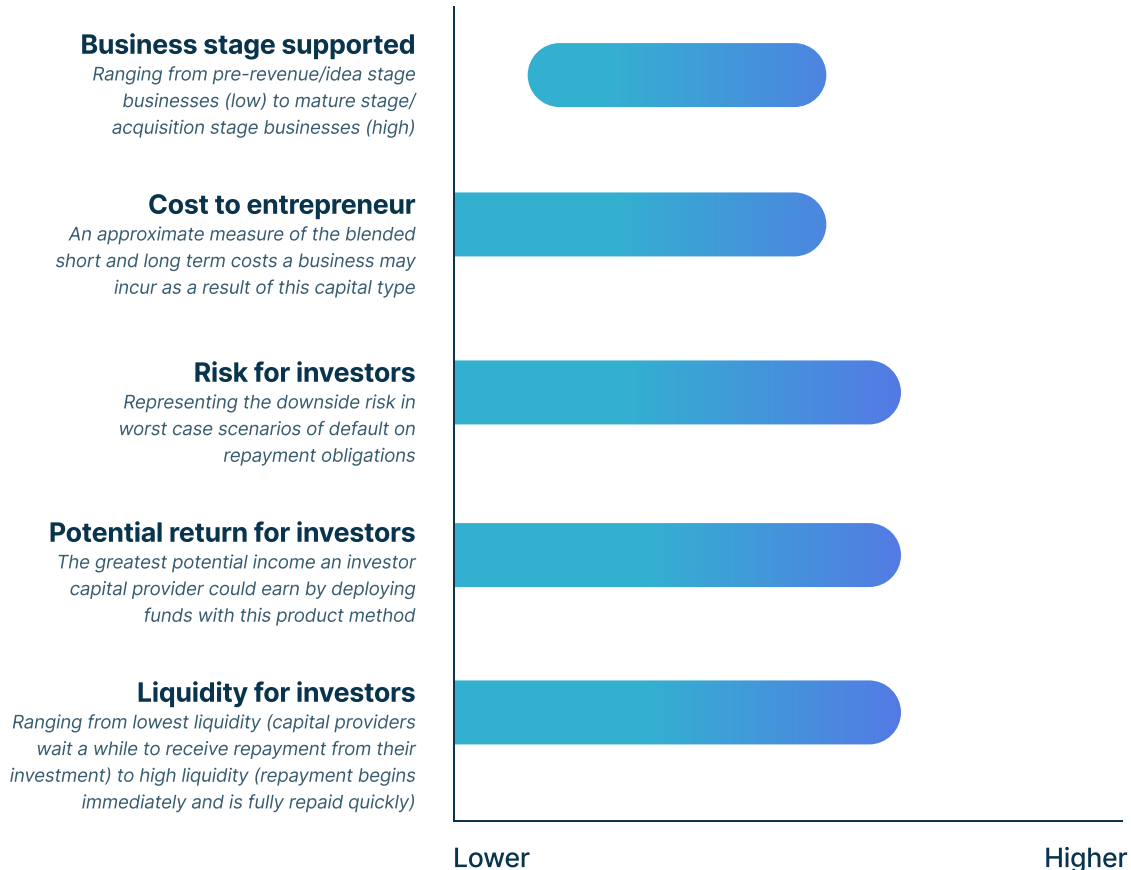 Business stage supported
Ranging from pre-revenue/idea stage
businesses (low) to mature stage/
acquisition stage businesses (high)
Cost to entrepreneur
An approximate measure of the blended
short and long term costs a business may
incur as a result of this capital type
Risk for investors
Representing the downside risk in
worst case scenarios of default on
repayment obligations
Potential return for investors
The greatest potential income an investor
capital provider could earn by deploying
funds with this product method
Liquidity for investors
Ranging from lowest liquidity (capital providers
wait a while to receive repayment from their
investment) to high liquidity (repayment begins
immediately and is fully repaid quickly)
Lower
Higher